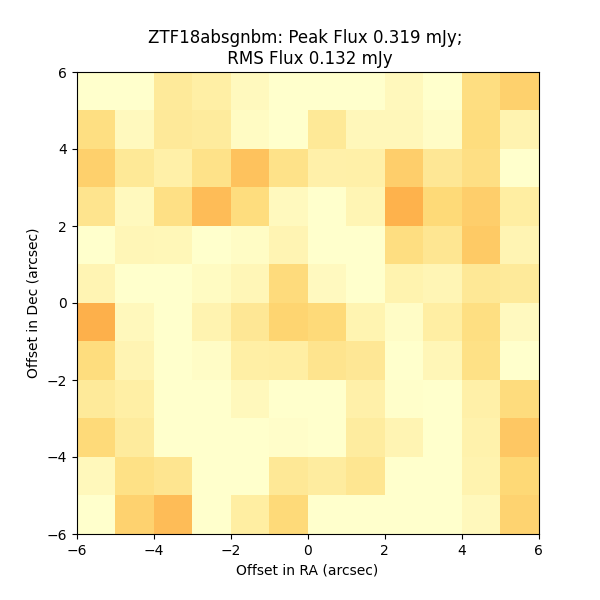 ZTF18absgnbm: Peak Flux 0.319 mJy;
RMS Flux 0.132 mJy
6
4
2
0
−2
−4
−6
Offset in Dec (arcsec)
−6 −4 −2 0 2 4 6
Offset in RA (arcsec)